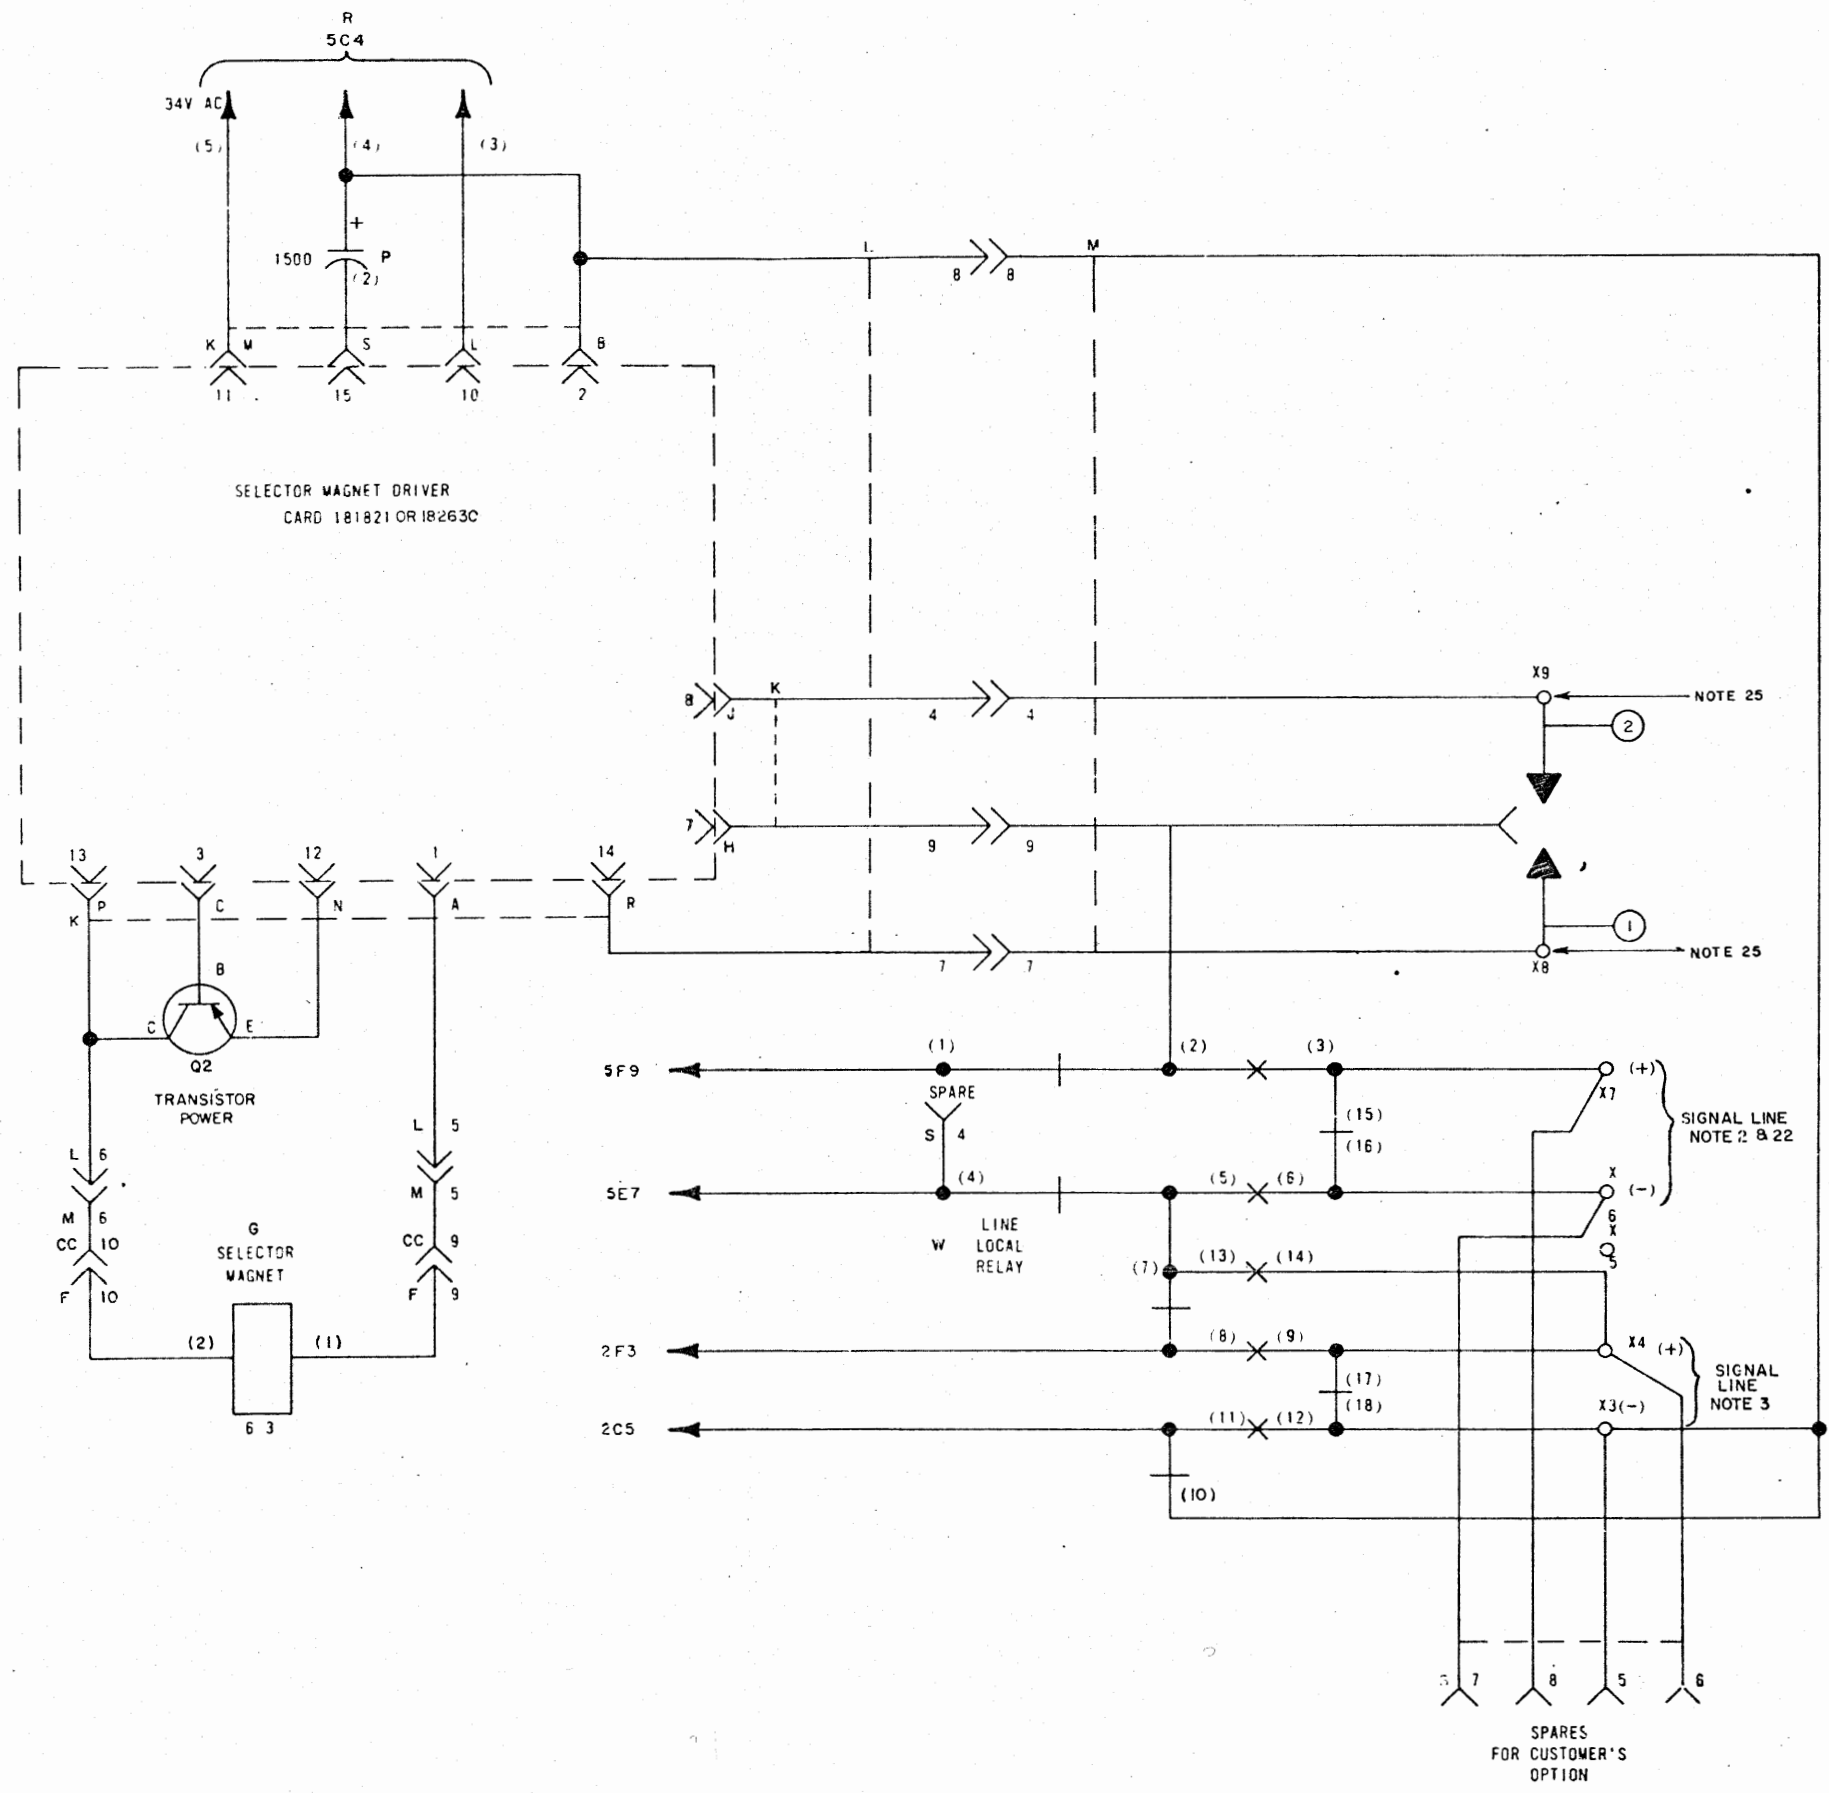 R
5C4
34V AC
(5)
(4)
(3)
+
1500
P
(2)
L
M
8
8
K
M
S
L
B
11
15
10
2
SELECTOR MAGNET DRIVER
CARD 181821 OR 18263C
X9
NOTE 25
8
J
K
4
4
2
7
H
9
9
13
3
12
1
14
K
P
C
N
A
R
1
7
7
X8
NOTE 25
B
C
E
Q2
TRANSISTOR
POWER
5F9
(1)
(2)
(3)
(+)
X7
SPARE
S
4
(15)
(16)
SIGNAL LINE
NOTE 2 & 22
L
5
L
6
5E7
(4)
(5)
(6)
X
(-)
6
X
5
M
5
M
6
CC
10
CC
9
G
SELECTOR
MAGNET
W
LINE
LOCAL
RELAY
(7)
(13)
(14)
F
10
F
9
(2)
(1)
6 3
2F3
(8)
(9)
X4
(+)
(17)
(18)
SIGNAL
LINE
NOTE 3
2C5
(11)
(12)
X3(-)
(10)
7
8
5
6
SPARES
FOR CUSTOMER'S
OPTION